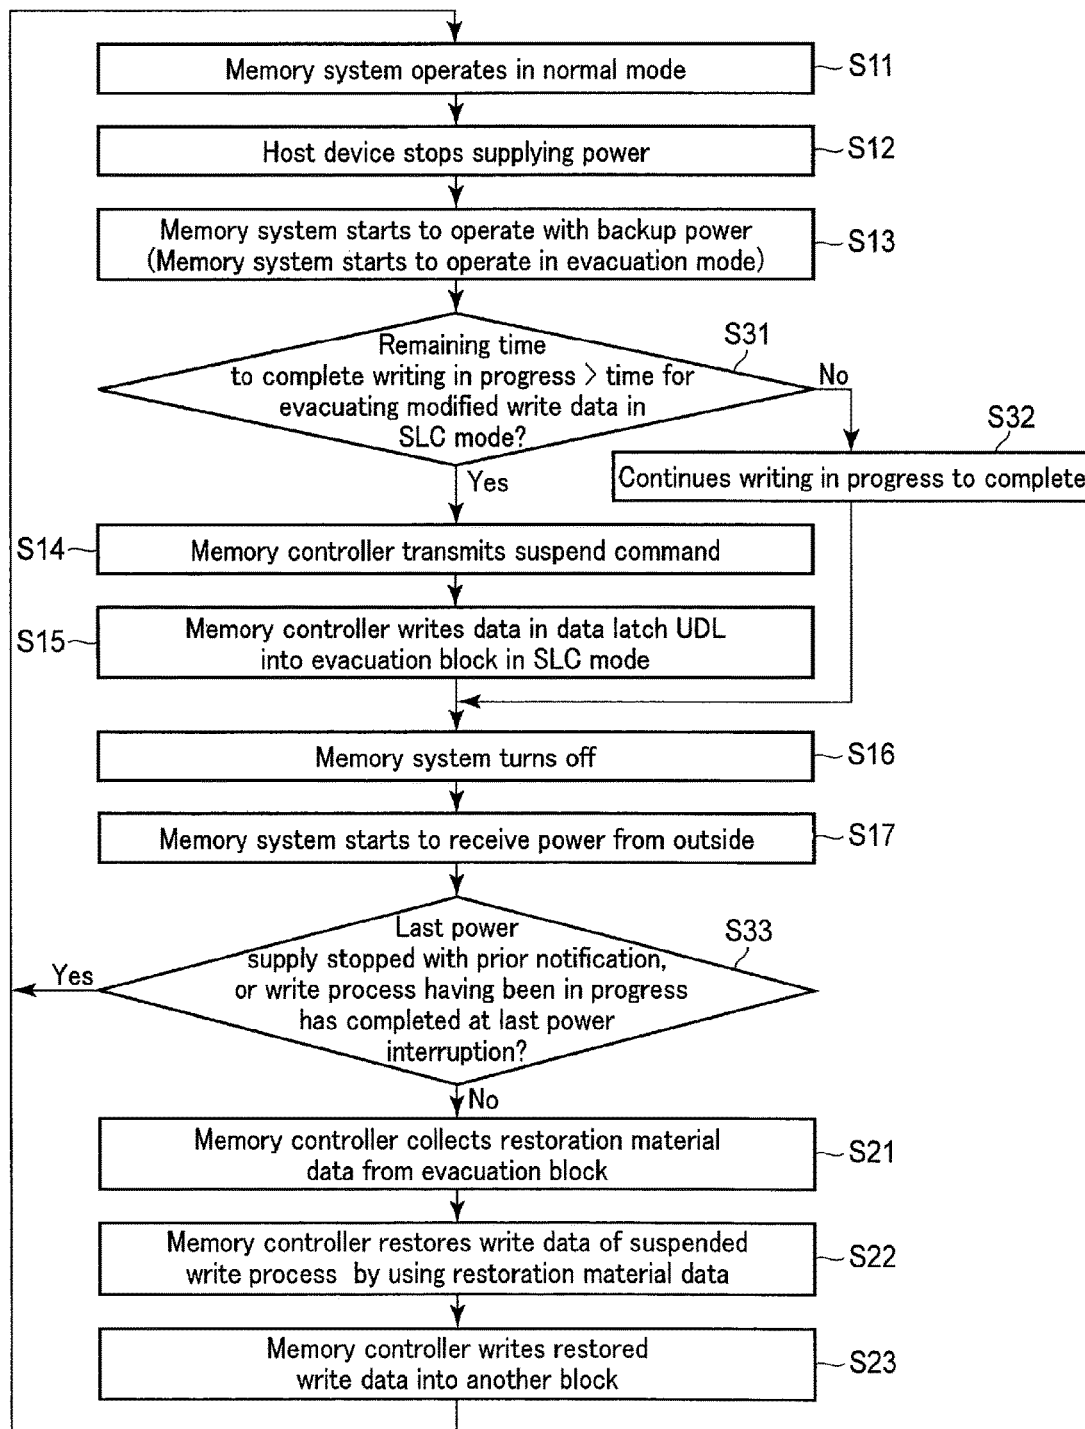 Memory system operates in normal mode
S11
Host device stops supplying power
S12
Memory system starts to operate with backup power
(Memory system starts to operate in evacuation mode)
S13
Remaining time
to complete writing in progress > time for
evacuating modified write data in
SLC mode?
S31
No
S32
Continues writing in progress to complete
Yes
S14
Memory controller transmits suspend command
S15
Memory controller writes data in data latch UDL
into evacuation block in SLC mode
Memory system turns off
S16
Memory system starts to receive power from outside
S17
Last power
supply stopped with prior notification,
or write process having been in progress
has completed at last power
interruption?
S33
Yes
No
Memory controller collects restoration material
data from evacuation block
S21
Memory controller restores write data of suspended
write process by using restoration material data
S22
Memory controller writes restored
write data into another block
S23